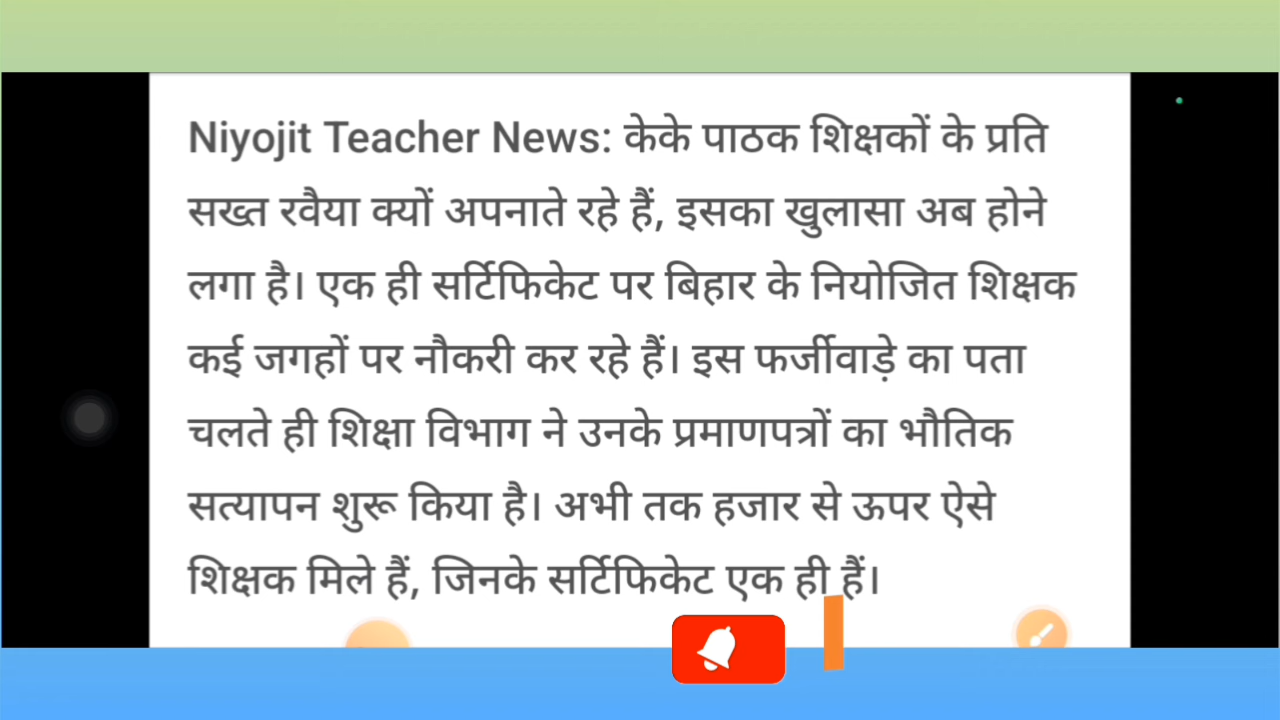 Niyojit Teacher News: केके पाठक शिक्षकों के प्रति
सख्त रवैया क्यों अपनाते रहे हैं, इसका खुलासा अब होने
लगा है। एक ही सर्टिफिकेट पर बिहार के नियोजित शिक्षक
कई जगहों पर नौकरी कर रहे हैं। इस फर्जीवाड़े का पता
चलते ही शिक्षा विभाग ने उनके प्रमाणपत्रों का भौतिक
सत्यापन शुरू किया है। अभी तक हजार से ऊपर ऐसे
शिक्षक मिले हैं, जिनके सर्टिफिकेट एक ही हैं।